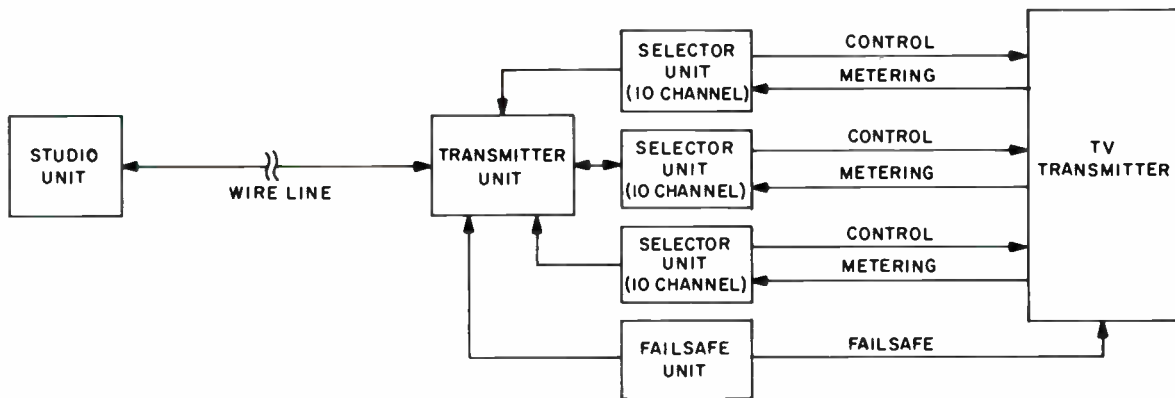 STUDIO
UNIT
WIRE LINE
TRANSMITTER
UNIT
SELECTOR
UNIT
(10 CHANNEL)
CONTROL
METERING
SELECTOR
UNIT
(10 CHANNEL)
CONTROL
METERING
SELECTOR
UNIT
(10 CHANNEL)
CONTROL
METERING
FAILSAFE
UNIT
FAILSAFE
TV
TRANSMITTER